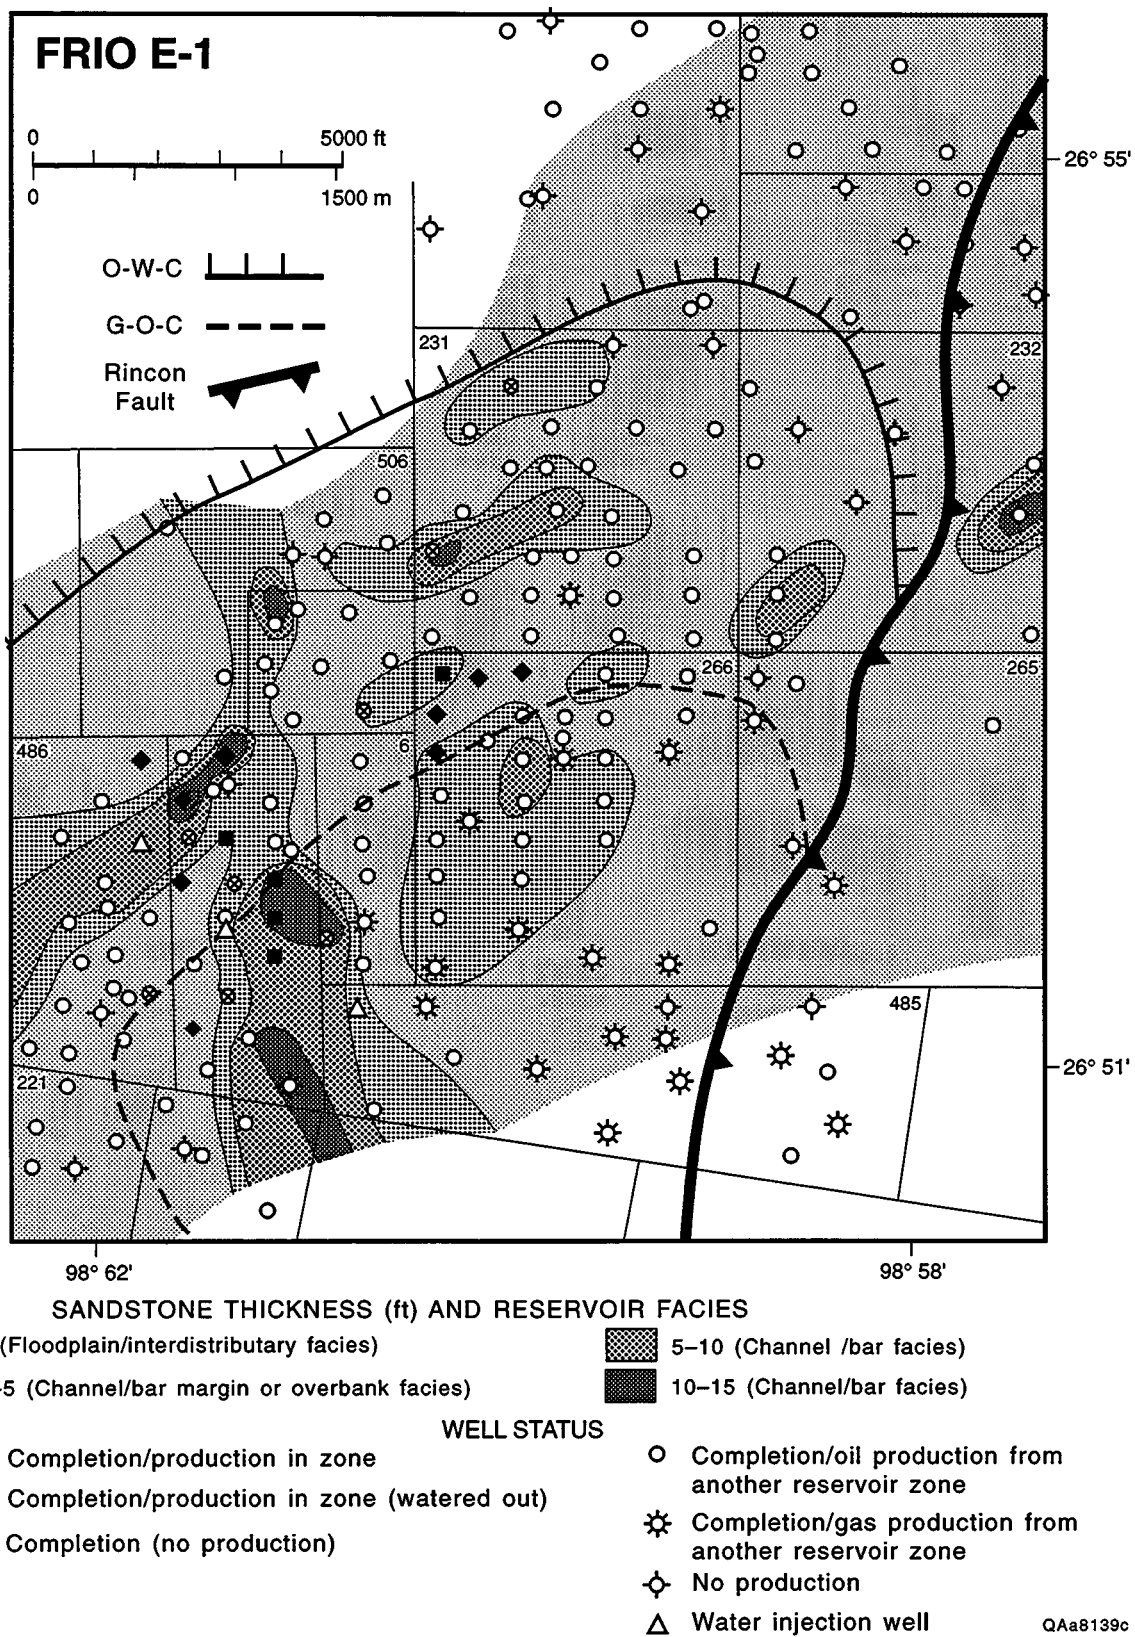 FRIO E-1
0 5000 ft
0 1500 m
O-W-C
G-O-C
Rincon
Fault
26° 55'
231
232
506
266
265
486
6
485
26° 51'
221
98° 62'
98° 58'
SANDSTONE THICKNESS (ft) AND RESERVOIR FACIES
(Floodplain/interdistributary facies)
-5 (Channel/bar margin or overbank facies)
5–10 (Channel /bar facies)
10–15 (Channel/bar facies)
WELL STATUS
Completion/production in zone
Completion/production in zone (watered out)
Completion (no production)
Completion/oil production from
another reservoir zone
Completion/gas production from
another reservoir zone
No production
Water injection well
QAa8139c